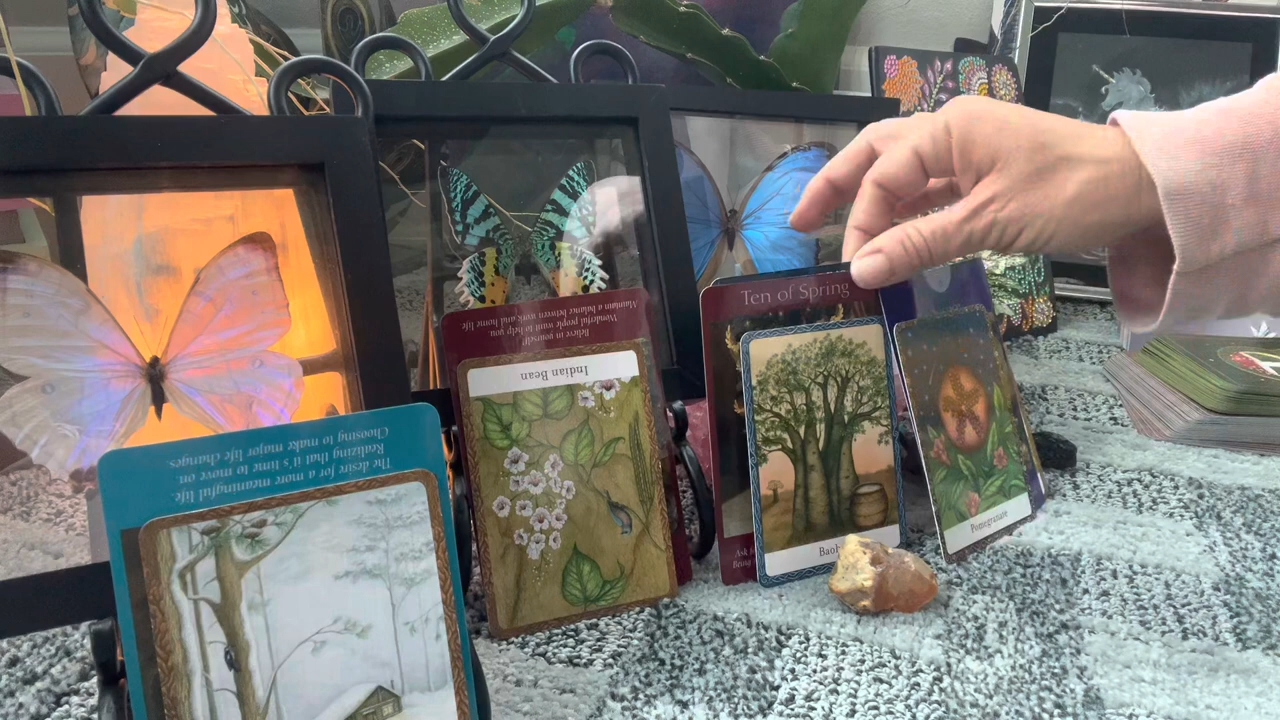 The desire for a more meaningful life.
Realizing that it's time to move on.
Choosing to make major life changes.
Believe in yourself!
Wonderful people want to help you.
Maintain a balance between work and home life.
Indian Bean
Ten of Spring
Ask
Being
Pomegranate